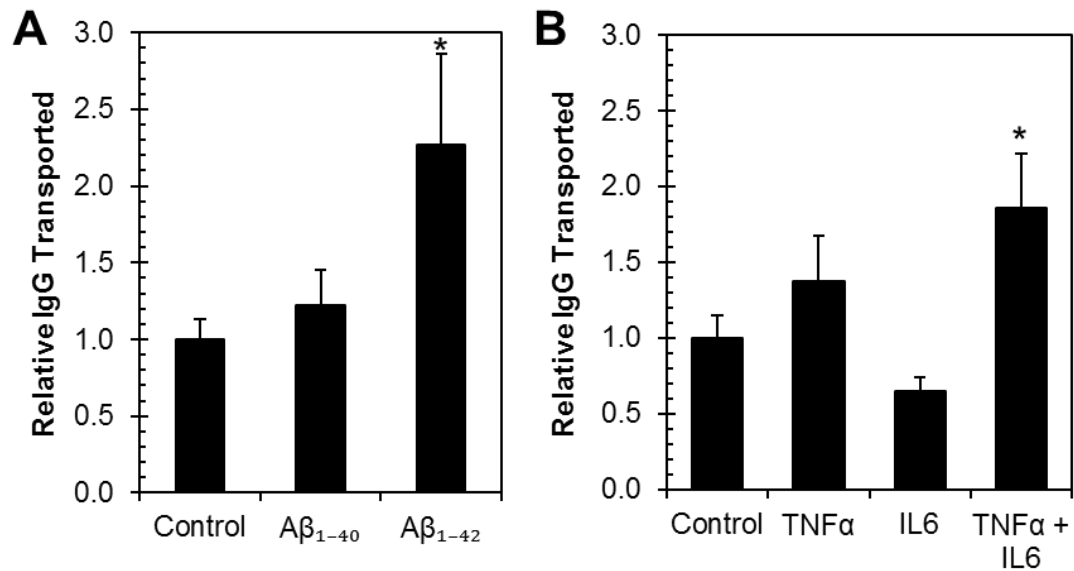 A
Relative IgG Transported
3.0
2.5
2.0
1.5
1.0
0.5
0.0
*
Control
Aβ₁₋₄₀
Aβ₁₋₄₂
B
Relative IgG Transported
3.0
2.5
2.0
1.5
1.0
0.5
0.0
*
Control
TNFα
IL6
TNFα +
IL6